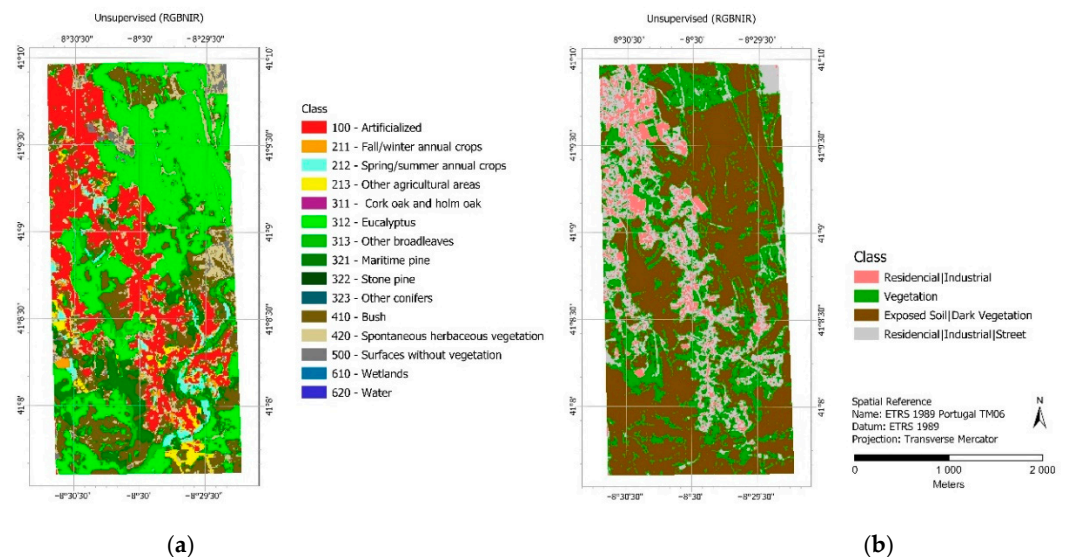 Unsupervised (RGBNIR)
-8°30'30" -8°30' -8°29'30"
41°10'
41°9'30"
41°9'
41°8'30"
41°8'
41°10'
41°9'30"
41°9'
41°8'30"
41°8'
-8°30'30" -8°30' -8°29'30"
Class
100 - Artificialized
211 - Fall/winter annual crops
212 - Spring/summer annual crops
213 - Other agricultural areas
311 - Cork oak and holm oak
312 - Eucalyptus
313 - Other broadleaves
321 - Maritime pine
322 - Stone pine
323 - Other conifers
410 - Bush
420 - Spontaneous herbaceous vegetation
500 - Surfaces without vegetation
610 - Wetlands
620 - Water
(a)
Unsupervised (RGBNIR)
-8°30'30" -8°30' -8°29'30"
41°10'
41°9'30"
41°9'
41°8'30"
41°8'
41°10'
41°9'30"
41°9'
41°8'30"
41°8'
-8°30'30" -8°30' -8°29'30"
Class
Residencial|Industrial
Vegetation
Exposed Soil|Dark Vegetation
Residencial|Industrial|Street
Spatial Reference
Name: ETRS 1989 Portugal TM06
Datum: ETRS 1989
Projection: Transverse Mercator
N
0 1 000 2 000
Meters
(b)